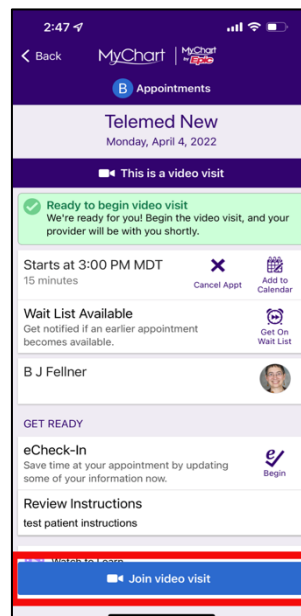 2:47
Back
MyChart
MyChart
by Epic
B Appointments
Telemed New
Monday, April 4, 2022
This is a video visit
Ready to begin video visit
We're ready for you! Begin the video visit, and your
provider will be with you shortly.
Starts at 3:00 PM MDT
15 minutes
Cancel Appt
Add to
Calendar
Wait List Available
Get notified if an earlier appointment
becomes available.
Get On
Wait List
B J Fellner
GET READY
eCheck-In
Save time at your appointment by updating
some of your information now.
Begin
Review Instructions
test patient instructions
Watch to Learn
Join video visit